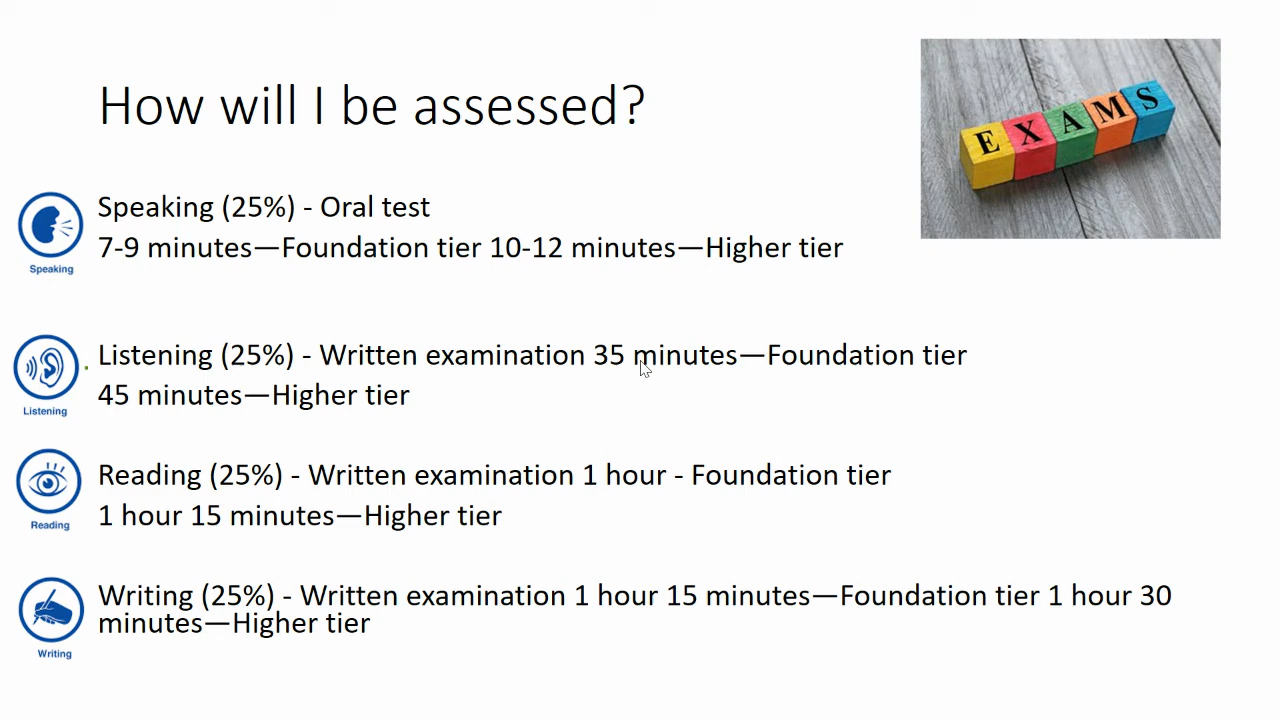 How will I be assessed?
EXAMS
Speaking (25%) - Oral test
7-9 minutes—Foundation tier 10-12 minutes—Higher tier
Speaking
Listening (25%) - Written examination 35 minutes—Foundation tier
45 minutes—Higher tier
Listening
Reading (25%) - Written examination 1 hour - Foundation tier
1 hour 15 minutes—Higher tier
Reading
Writing (25%) - Written examination 1 hour 15 minutes—Foundation tier 1 hour 30
minutes—Higher tier
Writing